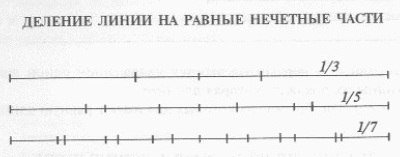 ДЕЛЕНИЕ ЛИНИИ НА РАВНЫЕ НЕЧЕТНЫЕ ЧАСТИ
1/3
1/5
1/7